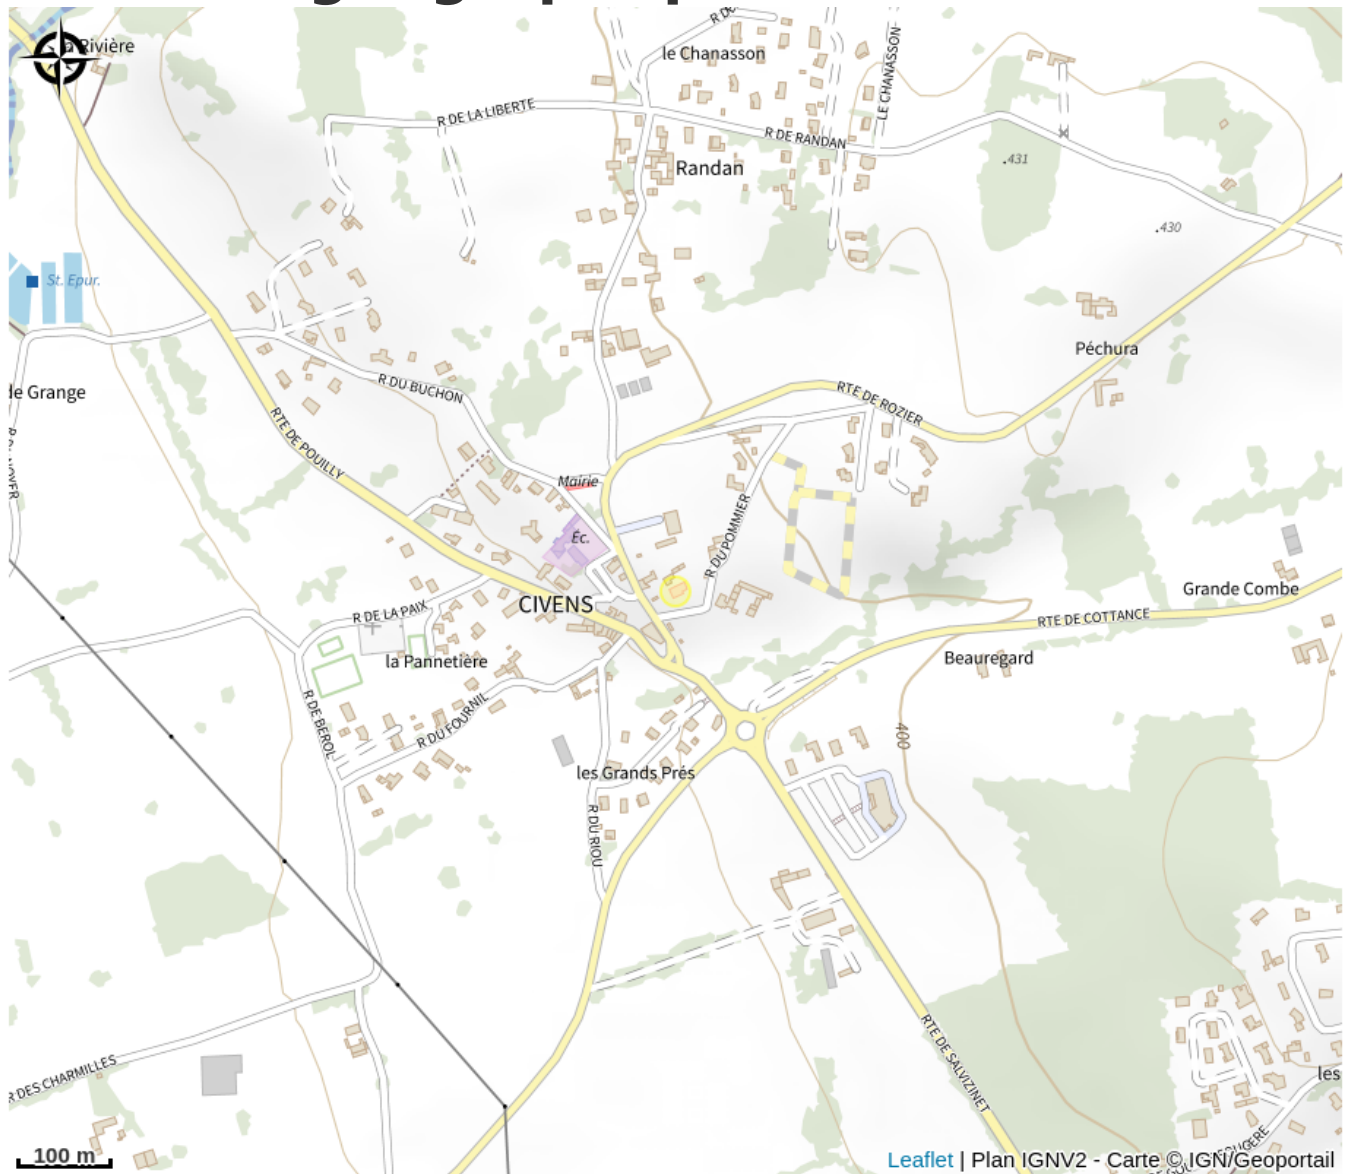 la Rivière
le Chanasson
LE CHANASSON
R DE LA LIBERTE
R DE RANDAN
Randan
.431
.430
St. Epur.
Péchura
de Grange
R DU BUCHON
RTE DE ROZIER
RTE DE POUILLY
Mairie
R DU POMMIER
Éc.
CIVENS
Grande Combe
R DE LA PAIX
RTE DE COTTANCE
la Pannetière
Beauregard
R DE BEROL
R DU FOURNIL
400
les Grands Prés
R DU RIOU
RTE DE SALVIZINET
R DES CHARMILLES
les
100 m
Leaflet | Plan IGNV2 - Carte © IGN/Geoportail